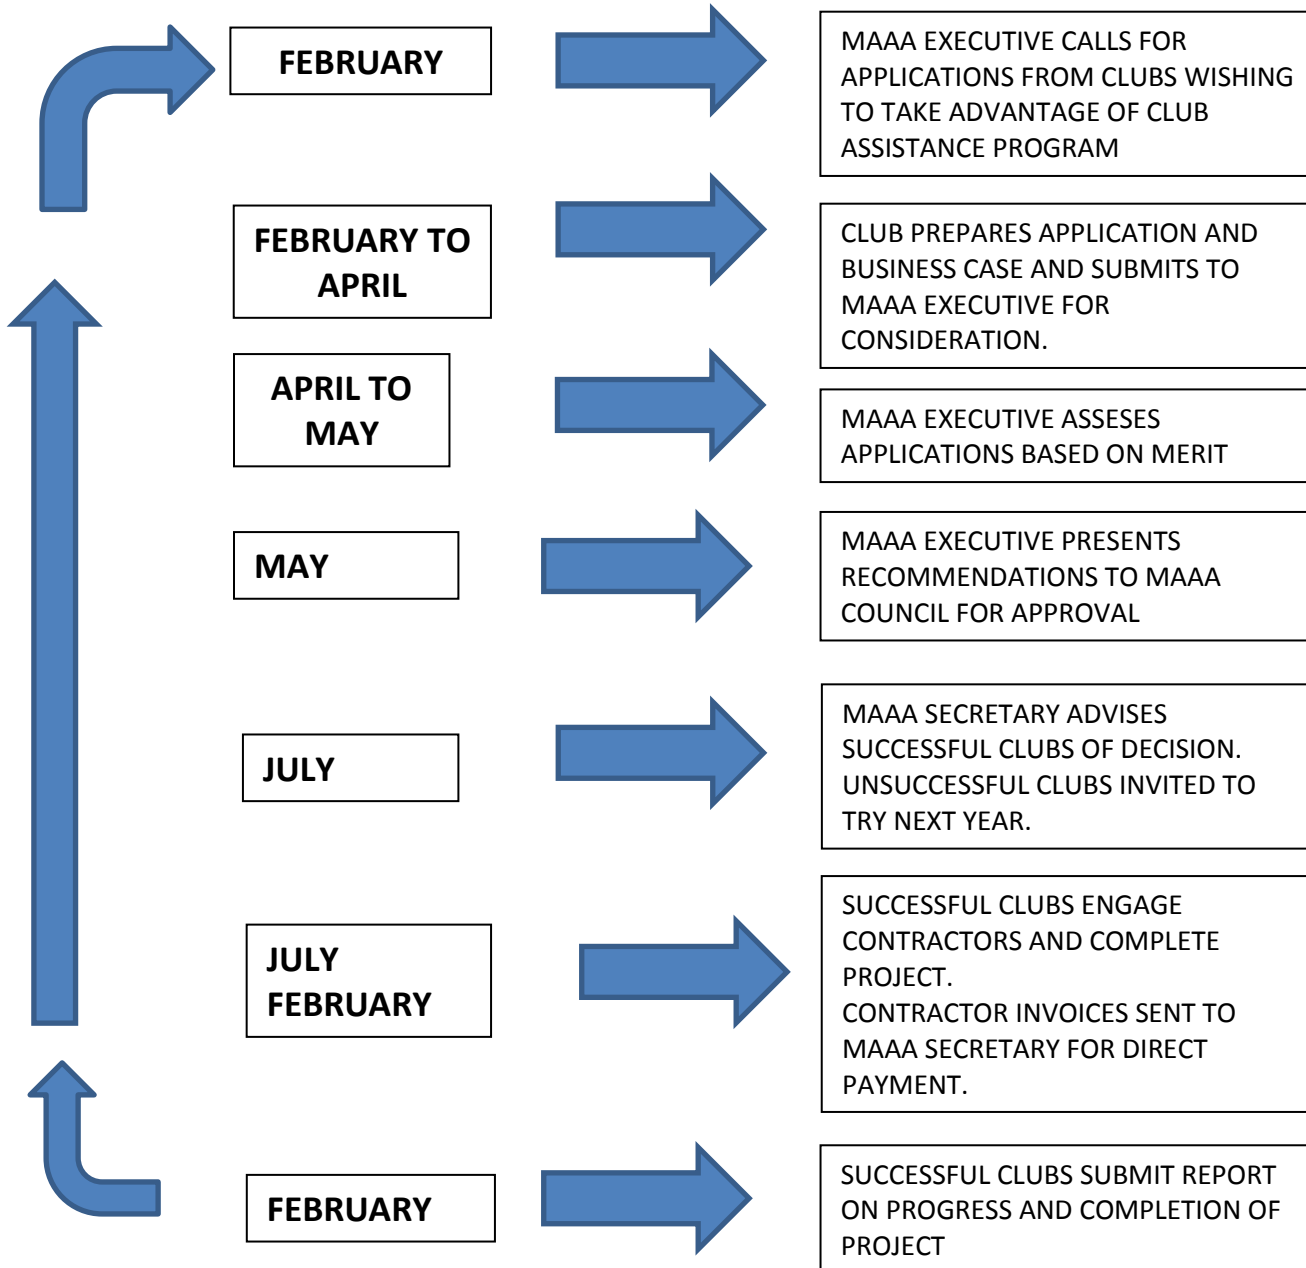 FEBRUARY
MAAA EXECUTIVE CALLS FOR
APPLICATIONS FROM CLUBS WISHING
TO TAKE ADVANTAGE OF CLUB
ASSISTANCE PROGRAM
FEBRUARY TO
APRIL
CLUB PREPARES APPLICATION AND
BUSINESS CASE AND SUBMITS TO
MAAA EXECUTIVE FOR
CONSIDERATION.
APRIL TO
MAY
MAAA EXECUTIVE ASSESES
APPLICATIONS BASED ON MERIT
MAY
MAAA EXECUTIVE PRESENTS
RECOMMENDATIONS TO MAAA
COUNCIL FOR APPROVAL
JULY
MAAA SECRETARY ADVISES
SUCCESSFUL CLUBS OF DECISION.
UNSUCCESSFUL CLUBS INVITED TO
TRY NEXT YEAR.
JULY
FEBRUARY
SUCCESSFUL CLUBS ENGAGE
CONTRACTORS AND COMPLETE
PROJECT.
CONTRACTOR INVOICES SENT TO
MAAA SECRETARY FOR DIRECT
PAYMENT.
FEBRUARY
SUCCESSFUL CLUBS SUBMIT REPORT
ON PROGRESS AND COMPLETION OF
PROJECT